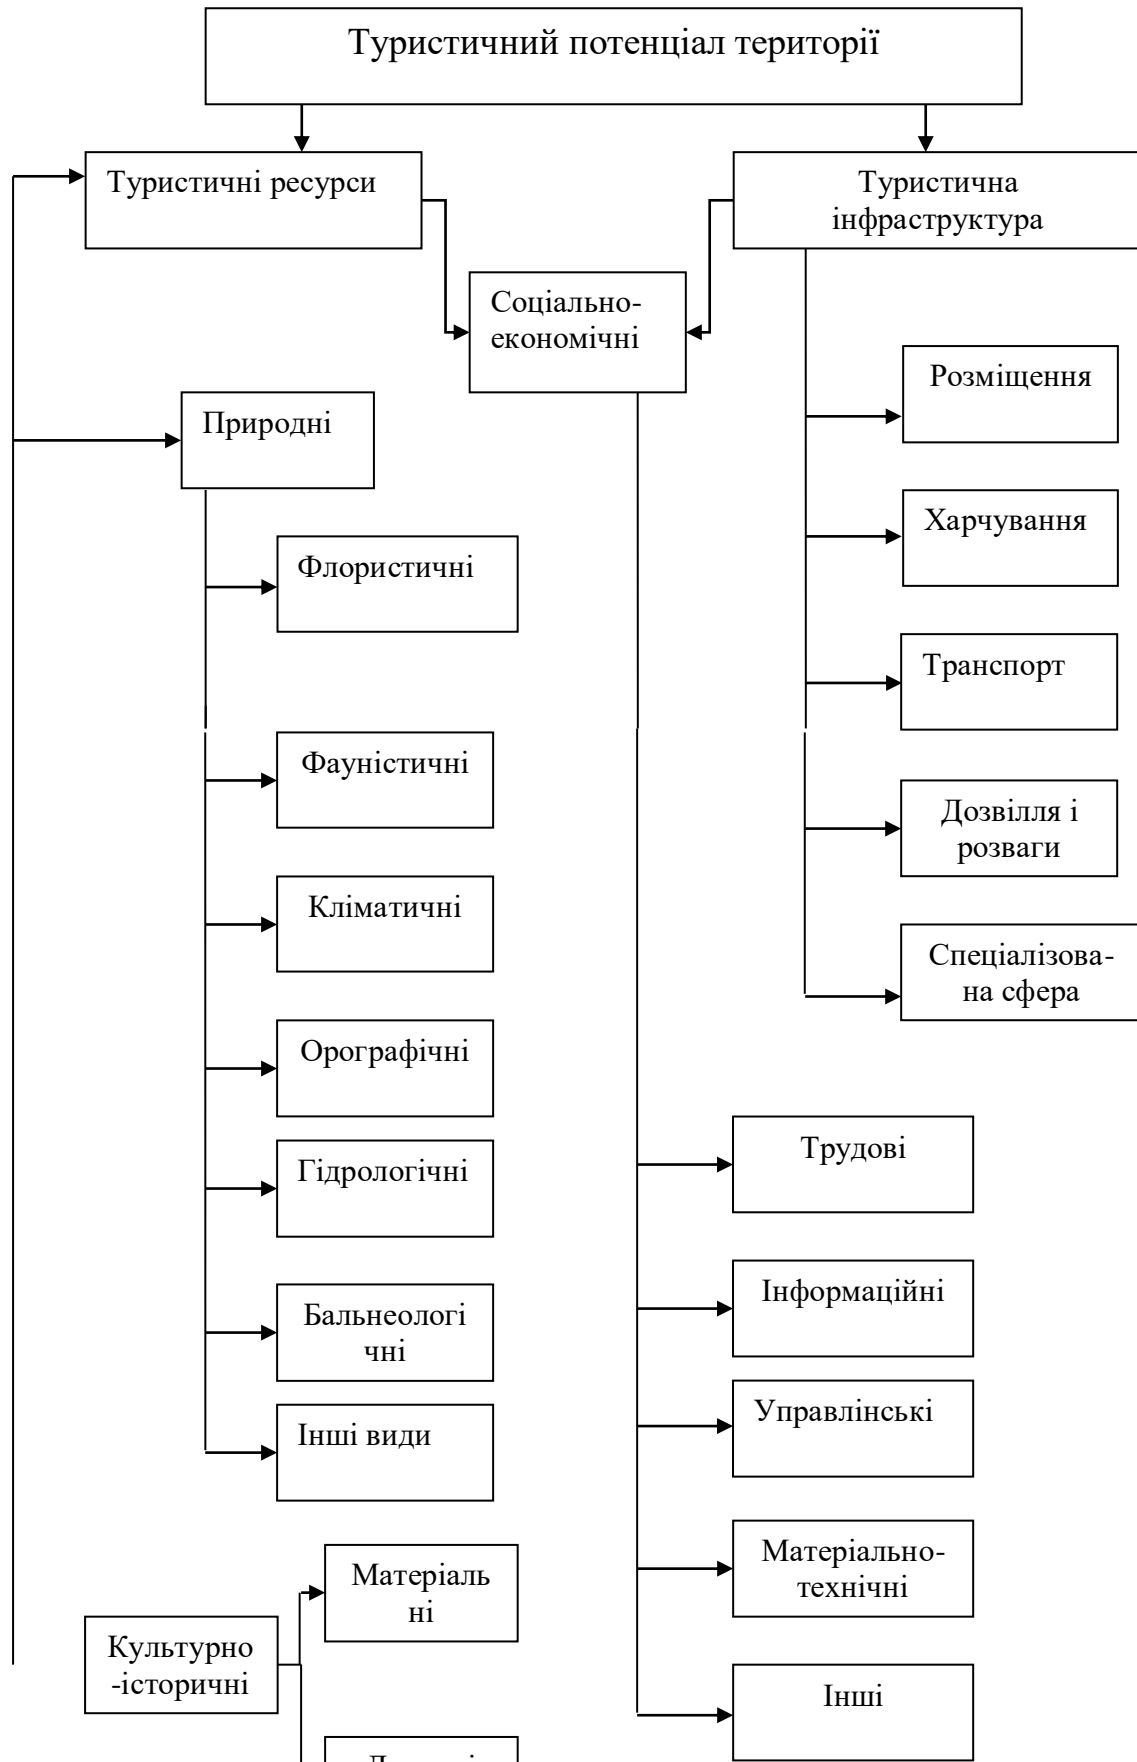 Туристичний потенціал території
Туристичні ресурси
Туристична
інфраструктура
Соціально-
економічні
Розміщення
Природні
Харчування
Флористичні
Транспорт
Фауністичні
Дозвілля і
розваги
Кліматичні
Спеціалізова-
на сфера
Орографічні
Трудові
Гідрологічні
Інформаційні
Бальнеологі
чні
Управлінські
Інші види
Матеріально-
технічні
Матеріаль
ні
Культурно
-історичні
Інші